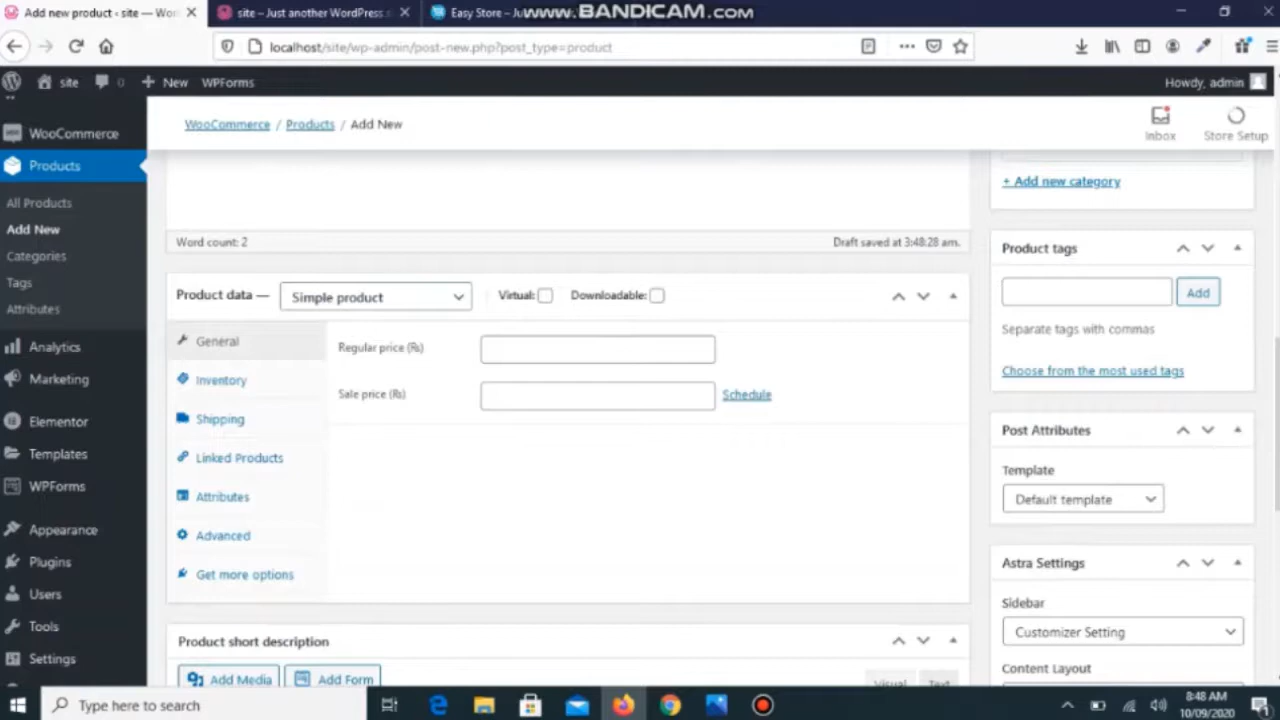 Add new product ‹ site — Wor
site – Just another WordPress s
Easy Store – Ju
www.BANDICAM.com
localhost/site/wp-admin/post-new.php?post_type=product
site
0
New
WPForms
Howdy, admin
WooCommerce
Products
All Products
Add New
Categories
Tags
Attributes
Analytics
Marketing
Elementor
Templates
WPForms
Appearance
Plugins
Users
Tools
Settings
WooCommerce / Products / Add New
Inbox
Store Setup
Word count: 2
Draft saved at 3:48:28 am.
Product data —
Simple product
Virtual:
Downloadable:
General
Inventory
Shipping
Linked Products
Attributes
Advanced
Get more options
Regular price (₨)
Sale price (₨)
Schedule
Product short description
Add Media
Add Form
Visual
Text
+ Add new category
Product tags
Add
Separate tags with commas
Choose from the most used tags
Post Attributes
Template
Default template
Astra Settings
Sidebar
Customizer Setting
Content Layout
Type here to search
8:48 AM
10/09/2020